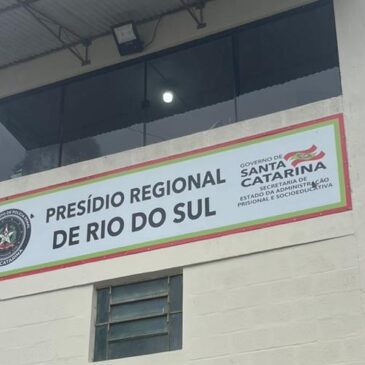 PRESÍDIO REGIONAL
DE RIO DO SUL
GOVERNO DE
SANTA
CATARINA
SECRETARIA DE
ESTADO DA ADMINISTRAÇÃO
PRISIONAL E SOCIOEDUCATIVA